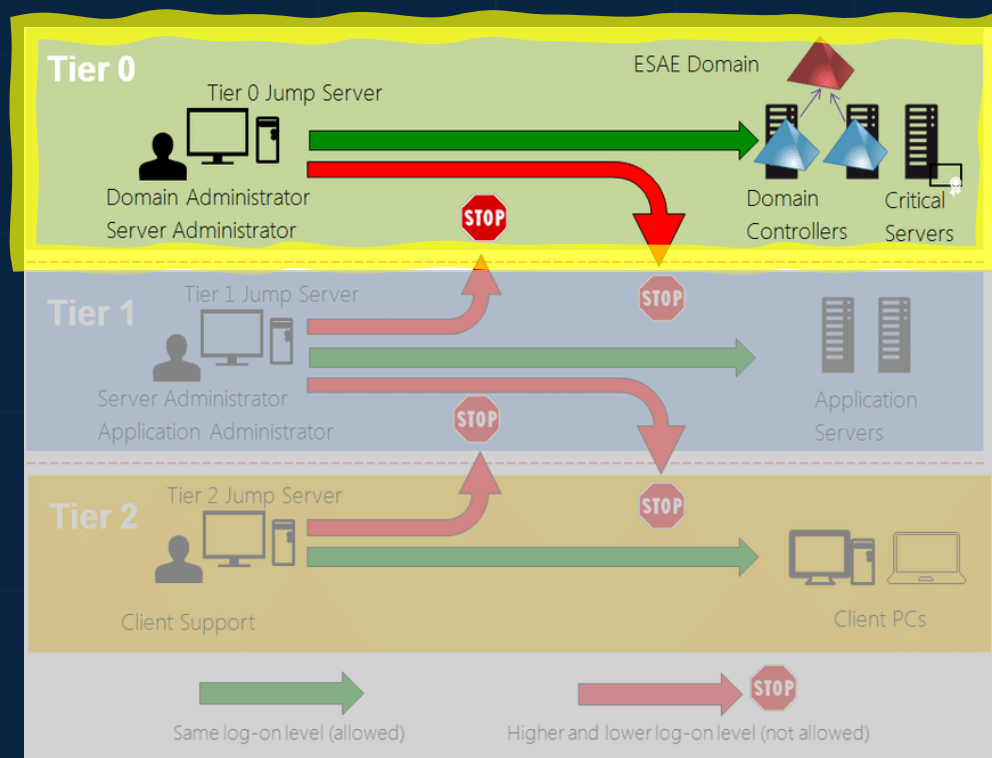 Tier 0
ESAE Domain
Tier 0 Jump Server
Domain Administrator
Server Administrator
STOP
Domain
Controllers
Critical
Servers
Tier 1
Tier 1 Jump Server
STOP
Server Administrator
Application Administrator
STOP
Application
Servers
Tier 2
Tier 2 Jump Server
STOP
Client Support
Client PCs
STOP
Same log-on level (allowed)
Higher and lower log-on level (not allowed)